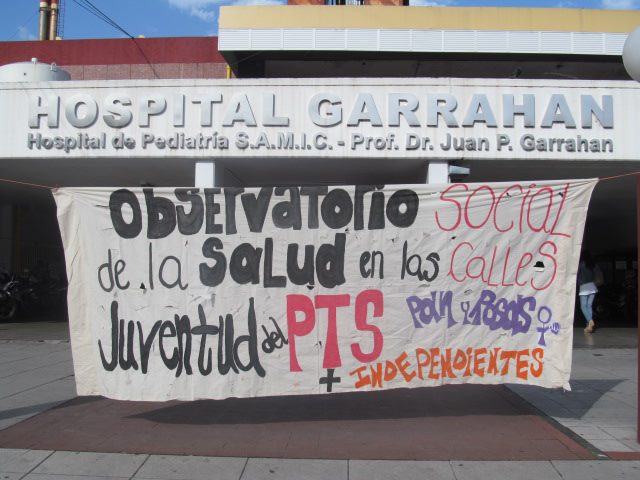 HOSPITAL GARRAHAN
Hospital de Pediatría S.A.M.I.C. - Prof. Dr. Juan P. Garrahan
Observatorio Social
de la Salud en las Calles
Juventud del PTS Pan y Rosas
+ INDEPENDIENTES